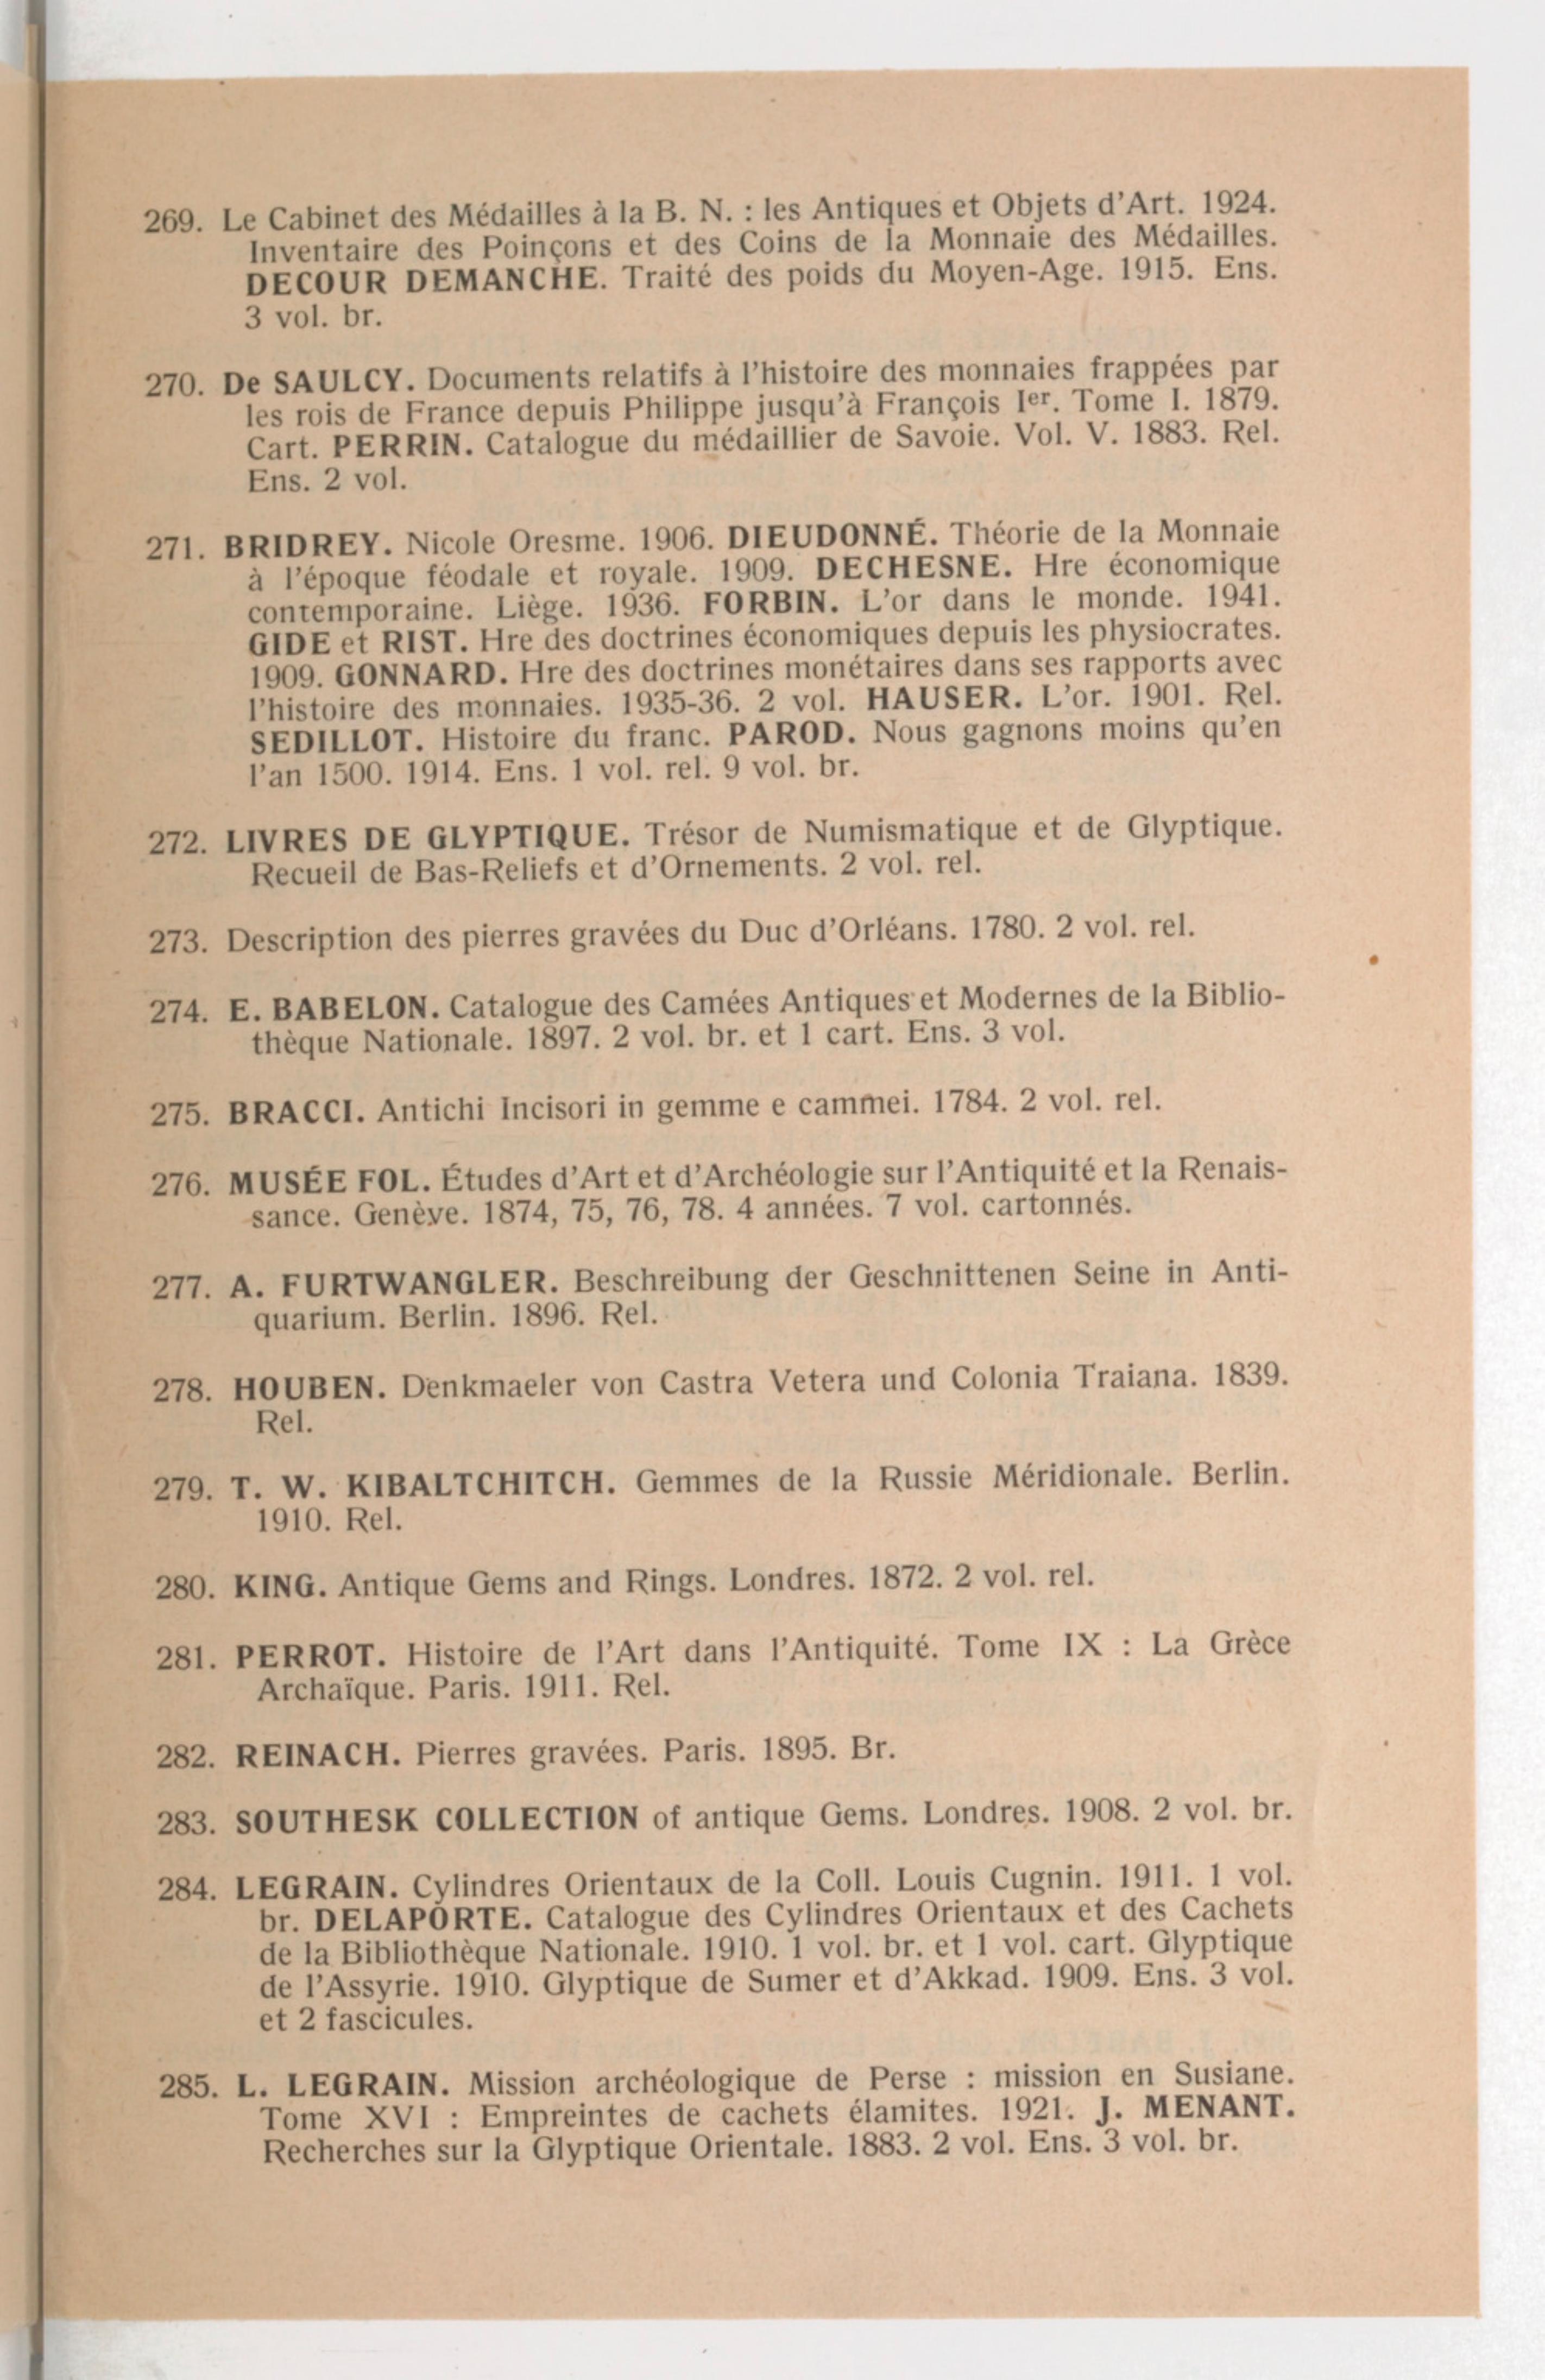 269. Le Cabinet des Médailles à la B. N. : les Antiques et Objets d'Art. 1924.
Inventaire des Poinçons et des Coins de la Monnaie des Médailles.
DECOUR DEMANCHE. Traité des poids du Moyen-Age. 1915. Ens.
3 vol. br.
270. De SAULCY. Documents relatifs à l'histoire des monnaies frappées par
les rois de France depuis Philippe jusqu'à François Ier. Tome I. 1879.
Cart. PERRIN. Catalogue du médaillier de Savoie. Vol. V. 1883. Rel.
Ens. 2 vol.
271. BRIDREY. Nicole Oresme. 1906. DIEUDONNÉ. Théorie de la Monnaie
à l'époque féodale et royale. 1909. DECHESNE. Hre économique
contemporaine. Liège. 1936. FORBIN. L'or dans le monde. 1941.
GIDE et RIST. Hre des doctrines économiques depuis les physiocrates.
1909. GONNARD. Hre des doctrines monétaires dans ses rapports avec
l'histoire des monnaies. 1935-36. 2 vol. HAUSER. L'or. 1901. Rel.
SEDILLOT. Histoire du franc. PAROD. Nous gagnons moins qu'en
l'an 1500. 1914. Ens. 1 vol. rel. 9 vol. br.
272. LIVRES DE GLYPTIQUE. Trésor de Numismatique et de Glyptique.
Recueil de Bas-Reliefs et d'Ornements. 2 vol. rel.
273. Description des pierres gravées du Duc d'Orléans. 1780. 2 vol. rel.
274. E. BABELON. Catalogue des Camées Antiques et Modernes de la Biblio-
thèque Nationale. 1897. 2 vol. br. et 1 cart. Ens. 3 vol.
275. BRACCI. Antichi Incisori in gemme e cammei. 1784. 2 vol. rel.
276. MUSÉE FOL. Études d'Art et d'Archéologie sur l'Antiquité et la Renais-
sance. Genève. 1874, 75, 76, 78. 4 années. 7 vol. cartonnés.
277. A. FURTWANGLER. Beschreibung der Geschnittenen Seine in Anti-
quarium. Berlin. 1896. Rel.
278. HOUBEN. Denkmaeler von Castra Vetera und Colonia Traiana. 1839.
Rel.
279. T. W. KIBALTCHITCH. Gemmes de la Russie Méridionale. Berlin.
1910. Rel.
280. KING. Antique Gems and Rings. Londres. 1872. 2 vol. rel.
281. PERROT. Histoire de l'Art dans l'Antiquité. Tome IX : La Grèce
Archaïque. Paris. 1911. Rel.
282. REINACH. Pierres gravées. Paris. 1895. Br.
283. SOUTHESK COLLECTION of antique Gems. Londres. 1908. 2 vol. br.
284. LEGRAIN. Cylindres Orientaux de la Coll. Louis Cugnin. 1911. 1 vol.
br. DELAPORTE. Catalogue des Cylindres Orientaux et des Cachets
de la Bibliothèque Nationale. 1910. 1 vol. br. et 1 vol. cart. Glyptique
de l'Assyrie. 1910. Glyptique de Sumer et d'Akkad. 1909. Ens. 3 vol.
et 2 fascicules.
285. L. LEGRAIN. Mission archéologique de Perse : mission en Susiane.
Tome XVI : Empreintes de cachets élamites. 1921. J. MENANT.
Recherches sur la Glyptique Orientale. 1883. 2 vol. Ens. 3 vol. br.